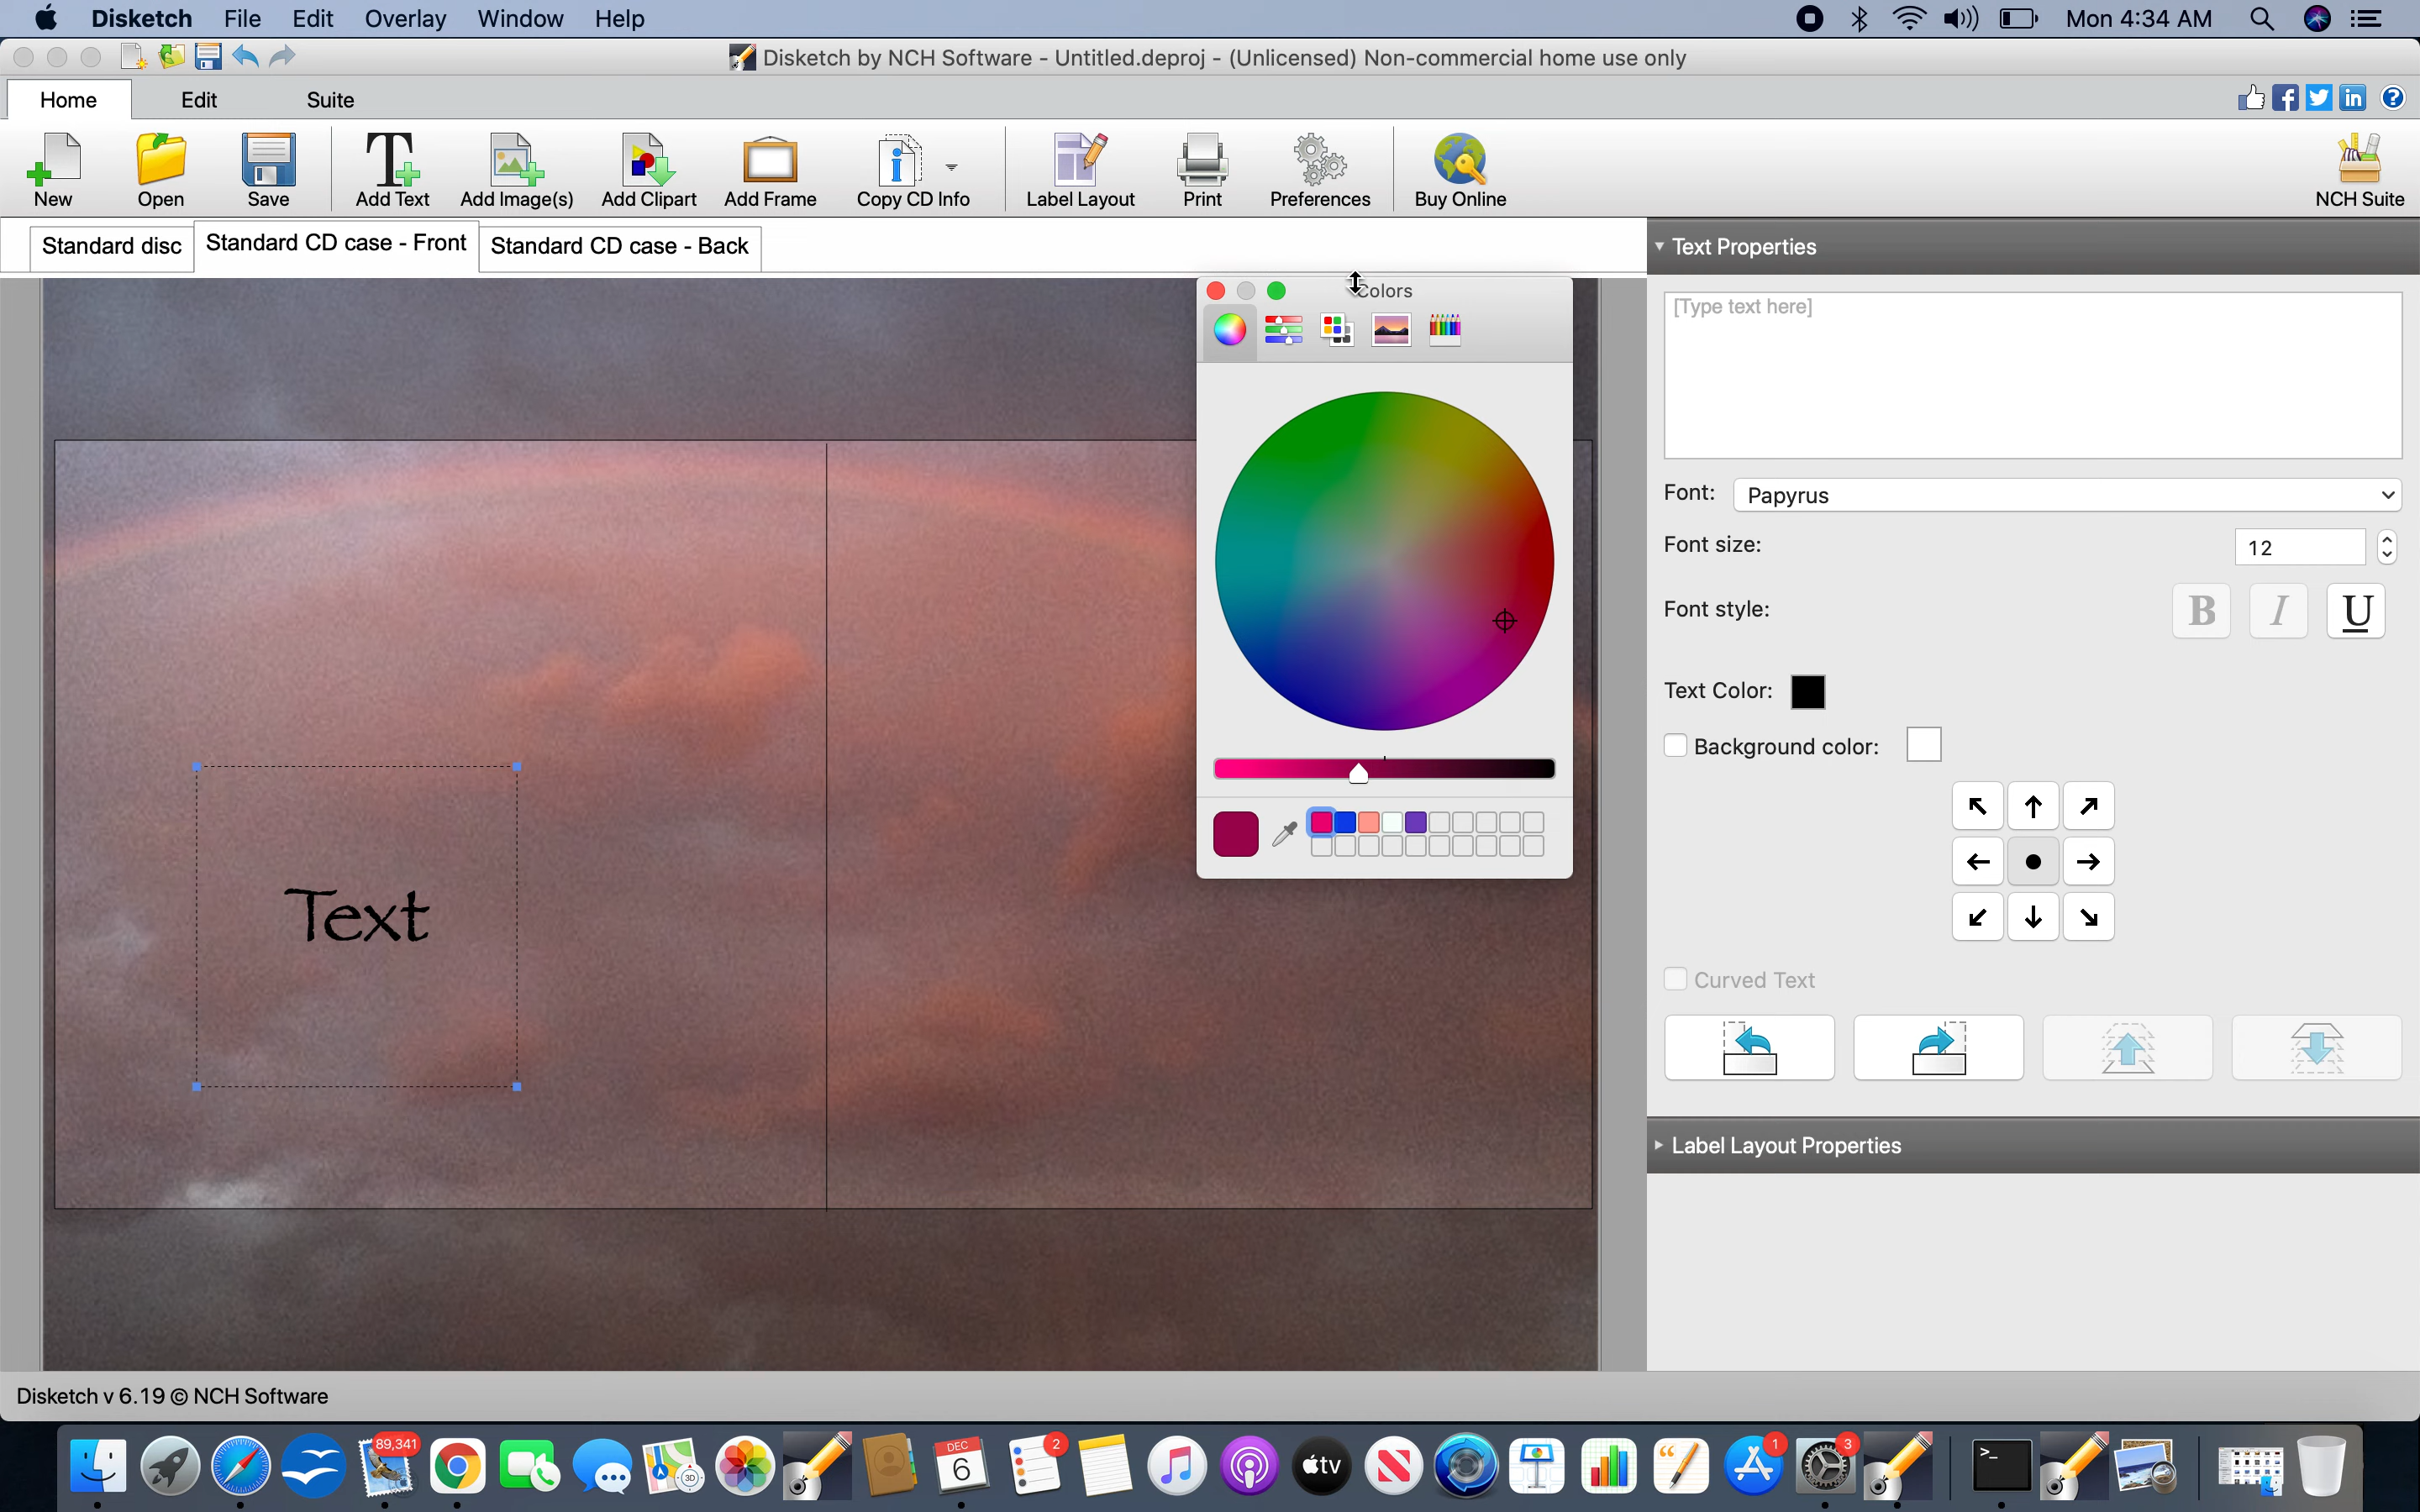 Disketch File Edit Overlay Window Help Mon 4:34 AM
Disketch by NCH Software - Untitled.deproj - (Unlicensed) Non-commercial home use only
Home Edit Suite
New Open Save Add Text Add Image(s) Add Clipart Add Frame Copy CD Info Label Layout Print Preferences Buy Online NCH Suite
Standard disc Standard CD case - Front Standard CD case - Back
Text Properties
Colors
[Type text here]
Font: Papyrus
Font size: 12
Font style: B I U
Text Color:
Background color:
Text
Curved Text
Label Layout Properties
Disketch v 6.19 © NCH Software
89,341
DEC
6
2
3D
tv
1
3